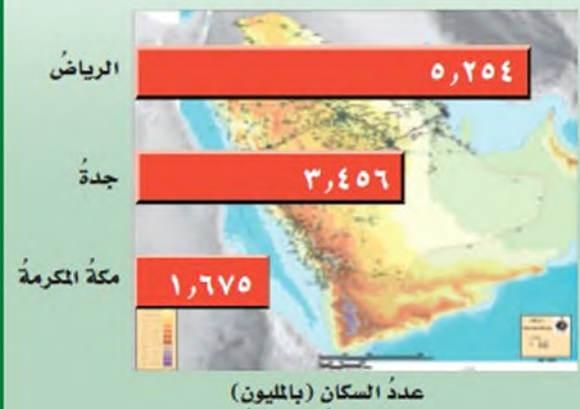 الرياضُ ٥٫٢٥٤
جدةُ ٣٫٤٥٦
مكةُ المكرمةُ ١٫٦٧٥
عددُ السكانِ (بالمليون)